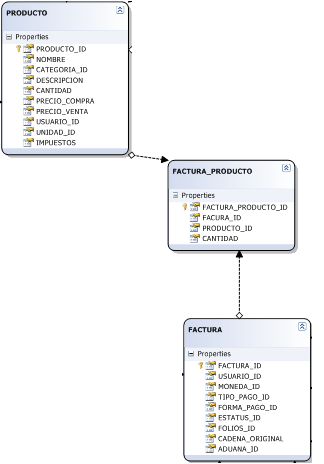 PRODUCTO
Properties
PRODUCTO_ID
NOMBRE
CATEGORIA_ID
DESCRIPCION
CANTIDAD
PRECIO_COMPRA
PRECIO_VENTA
USUARIO_ID
UNIDAD_ID
IMPUESTOS
FACTURA_PRODUCTO
Properties
FACTURA_PRODUCTO_ID
FACURA_ID
PRODUCTO_ID
CANTIDAD
FACTURA
Properties
FACTURA_ID
USUARIO_ID
MONEDA_ID
TIPO_PAGO_ID
FORMA_PAGO_ID
ESTATUS_ID
FOLIOS_ID
CADENA_ORIGINAL
ADUANA_ID